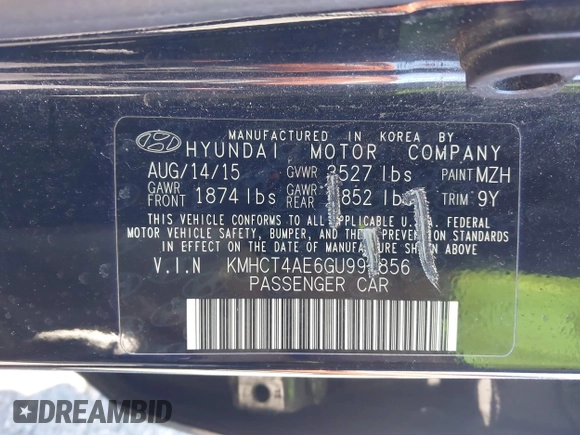 MANUFACTURED IN KOREA BY
HYUNDAI MOTOR COMPANY
AUG/14/15 GVWR 3527 lbs PAINT MZH
GAWR FRONT 1874 lbs GAWR REAR 1852 lbs TRIM 9Y
THIS VEHICLE CONFORMS TO ALL APPLICABLE U.S. FEDERAL
MOTOR VEHICLE SAFETY, BUMPER, AND THEFT PREVENTION STANDARDS
IN EFFECT ON THE DATE OF MANUFACTURE SHOWN ABOVE
V.I.N KMHCT4AE6GU99 856
PASSENGER CAR
DREAMBID